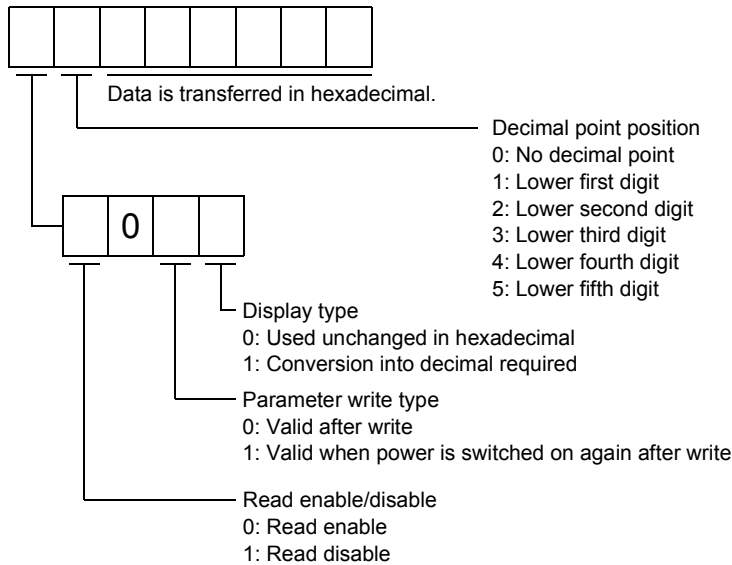 Data is transferred in hexadecimal.
Decimal point position
0: No decimal point
1: Lower first digit
2: Lower second digit
3: Lower third digit
4: Lower fourth digit
5: Lower fifth digit
0
Display type
0: Used unchanged in hexadecimal
1: Conversion into decimal required
Parameter write type
0: Valid after write
1: Valid when power is switched on again after write
Read enable/disable
0: Read enable
1: Read disable